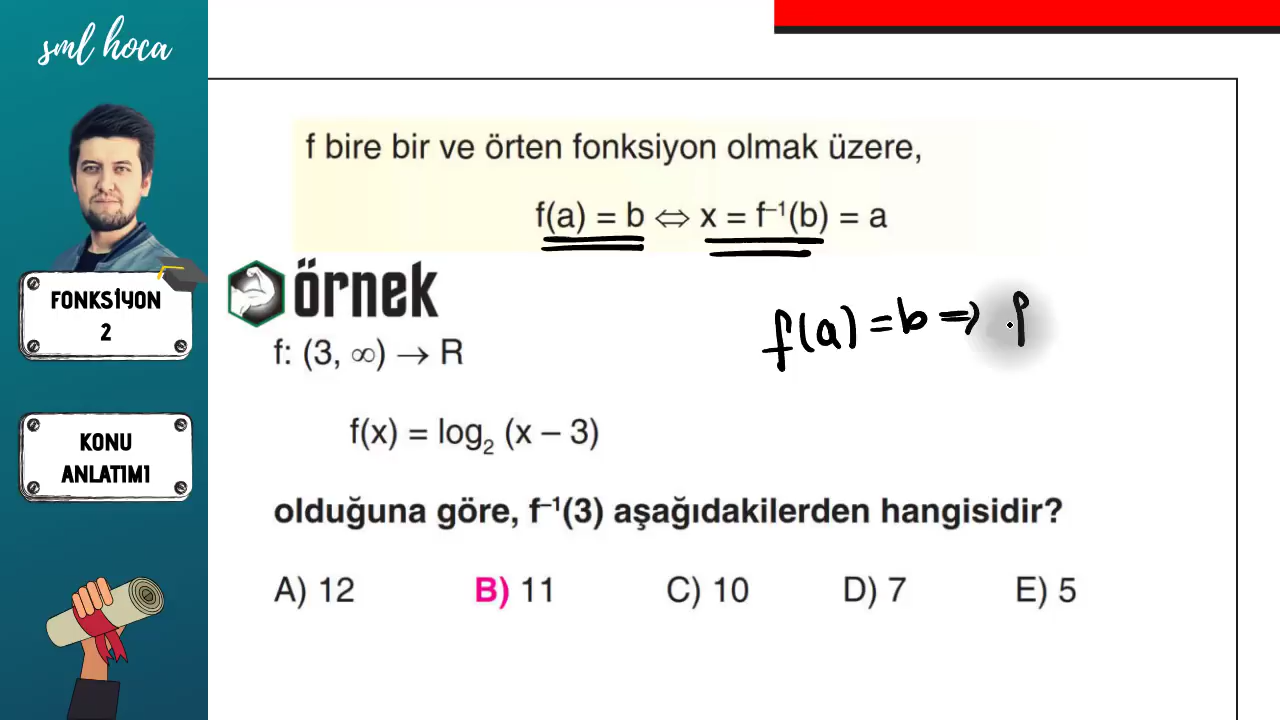 sml hoca
f bire bir ve örten fonksiyon olmak üzere,
f(a) = b ⇔ x = f⁻¹(b) = a
FONKSİYON
2
örnek
f(a) = b ⇒ f
f: (3, ∞) → R
f(x) = log₂ (x – 3)
KONU
ANLATIMI
olduğuna göre, f⁻¹(3) aşağıdakilerden hangisidir?
A) 12 B) 11 C) 10 D) 7 E) 5